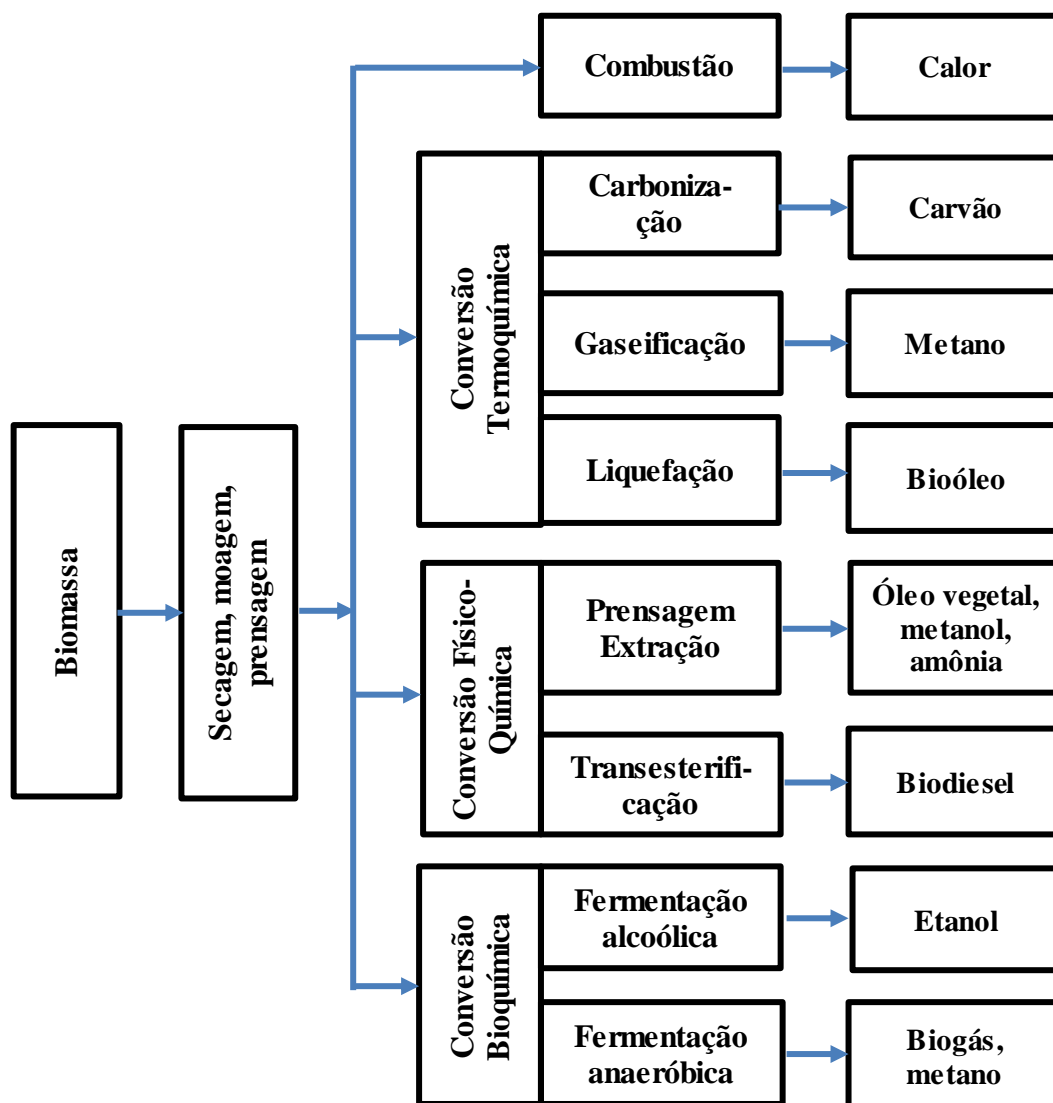 Biomassa
Secagem, moagem,
prensagem
Combustão
Calor
Conversão
Termoquímica
Carboniza-
ção
Carvão
Gaseificação
Metano
Liquefação
Bioóleo
Conversão Físico-
Química
Prensagem
Extração
Óleo vegetal,
metanol,
amônia
Transesterifi-
cação
Biodiesel
Conversão
Bioquímica
Fermentação
alcoólica
Etanol
Fermentação
anaeróbica
Biogás,
metano